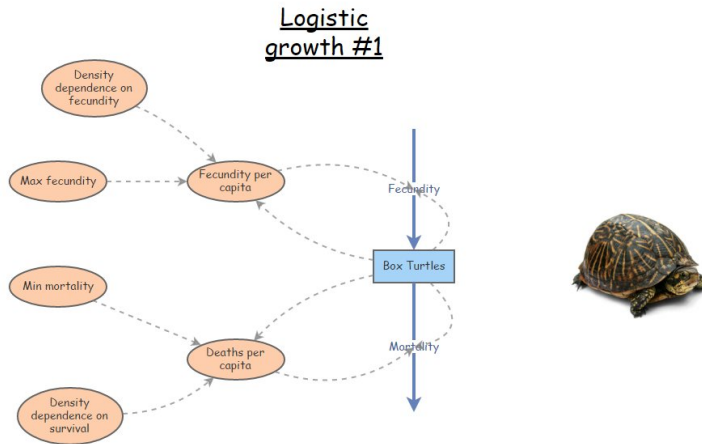 Logistic
growth #1
Density
dependence on
fecundity
Max fecundity
Fecundity per
capita
Fecundity
Box Turtles
Min mortality
Mortality
Deaths per
capita
Density
dependence on
survival